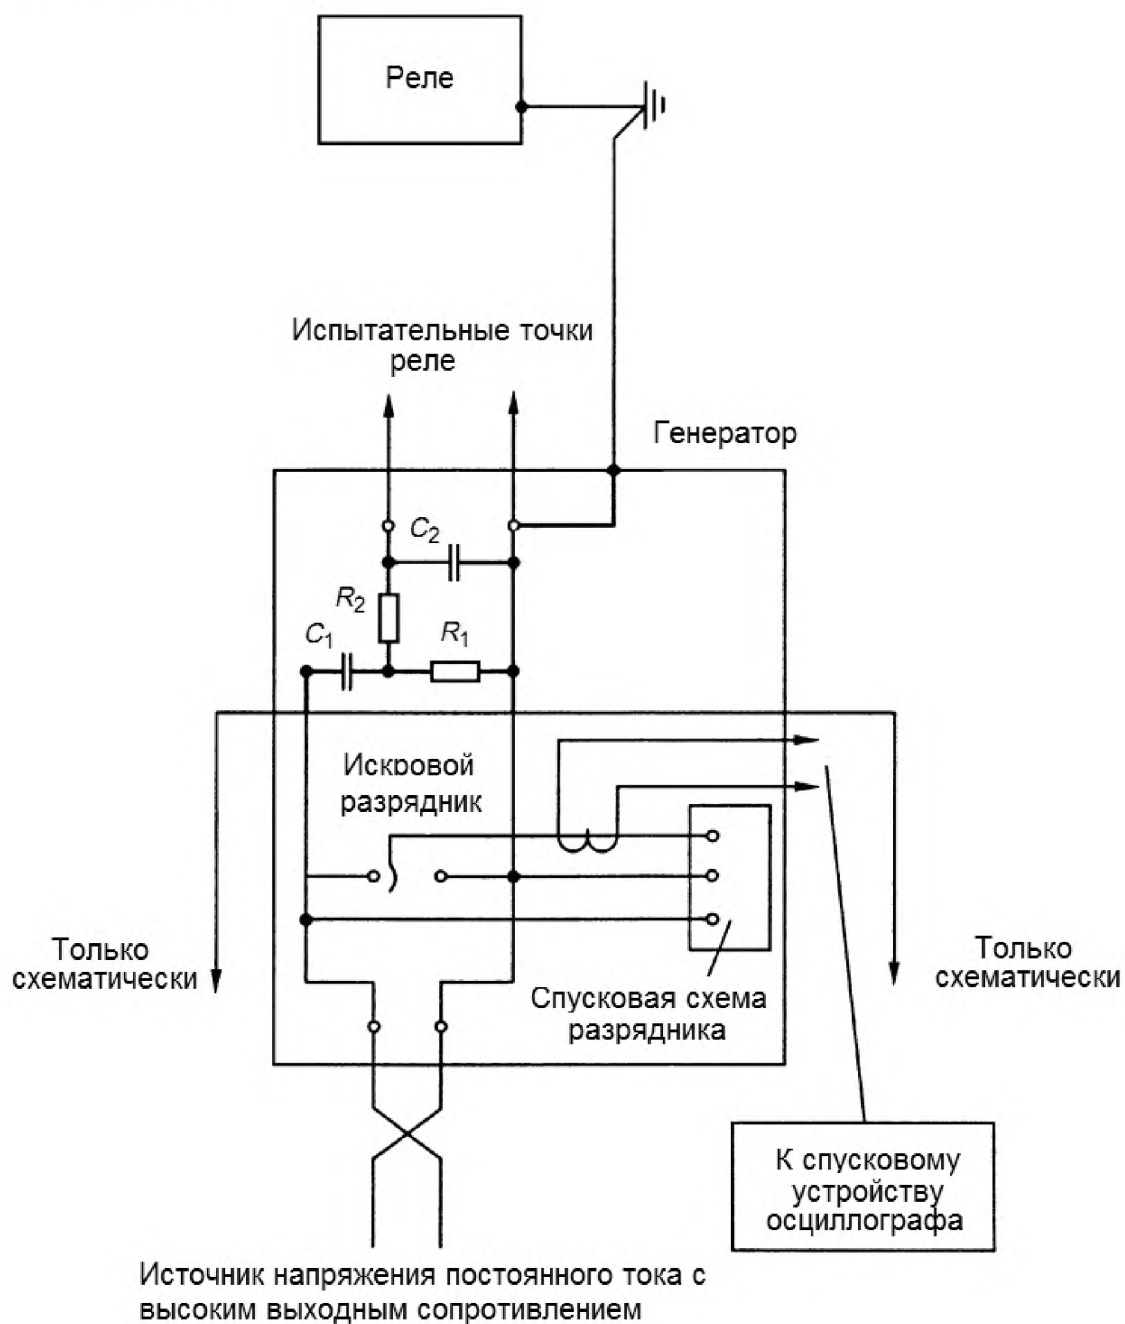 Реле
Испытательные точки
реле
Генератор
C2
R2
C1
R1
Искровой
разрядник
Только
схематически
Только
схематически
Спусковая схема
разрядника
К спусковому
устройству
осциллографа
Источник напряжения постоянного тока с
высоким выходным сопротивлением